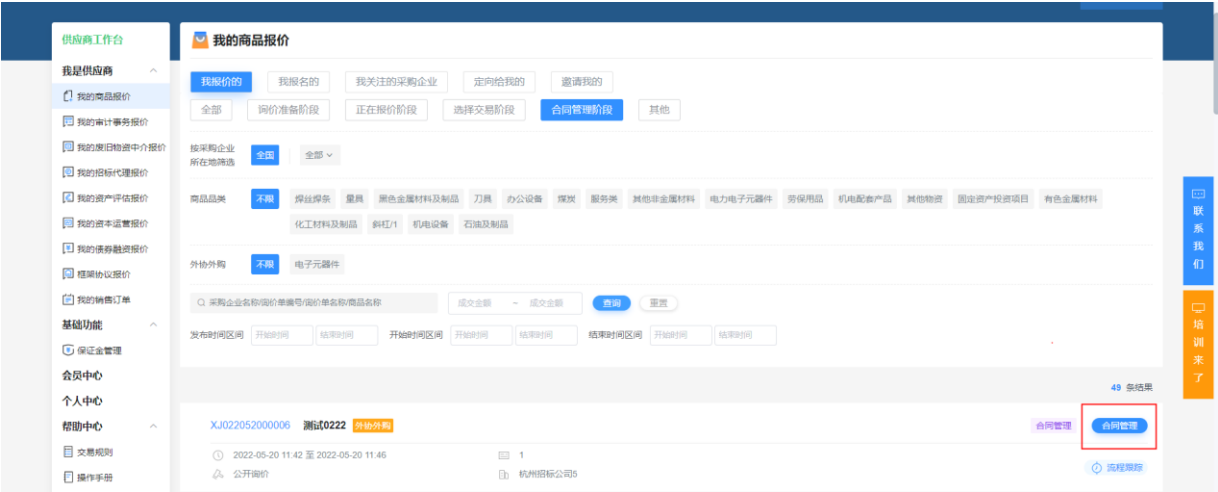 供应商工作台
我是供应商
我的商品报价
我的审计事务报价
我的废旧物资中介报价
我的招标代理报价
我的资产评估报价
我的资本运营报价
我的债券融资报价
框架协议报价
我的销售订单
基础功能
保证金管理
会员中心
个人中心
帮助中心
交易规则
操作手册
我的商品报价
我报价的 我报名的 我关注的采购企业 定向给我的 邀请我的
全部 询价准备阶段 正在报价阶段 选择交易阶段 合同管理阶段 其他
按采购企业
所在地筛选 全国 全部
商品品类 不限 焊丝焊条 量具 黑色金属材料及制品 刀具 办公设备 煤炭 服务类 其他非金属材料 电力电子元器件 劳保用品 机电配套产品 其他物资 固定资产投资项目 有色金属材料
化工材料及制品 斜杠/1 机电设备 石油及制品
外协外购 不限 电子元器件
采购企业名称/询价单编号/询价单名称/商品名称 成交金额 ~ 成交金额 查询 重置
发布时间区间 开始时间 结束时间 开始时间区间 开始时间 结束时间 结束时间区间 开始时间 结束时间
49 条结果
XJ022052000006 测试0222 外协外购 合同管理 合同管理
2022-05-20 11:42 至 2022-05-20 11:46 1
公开询价 杭州招标公司5 流程跟踪
联系我们
培训来了